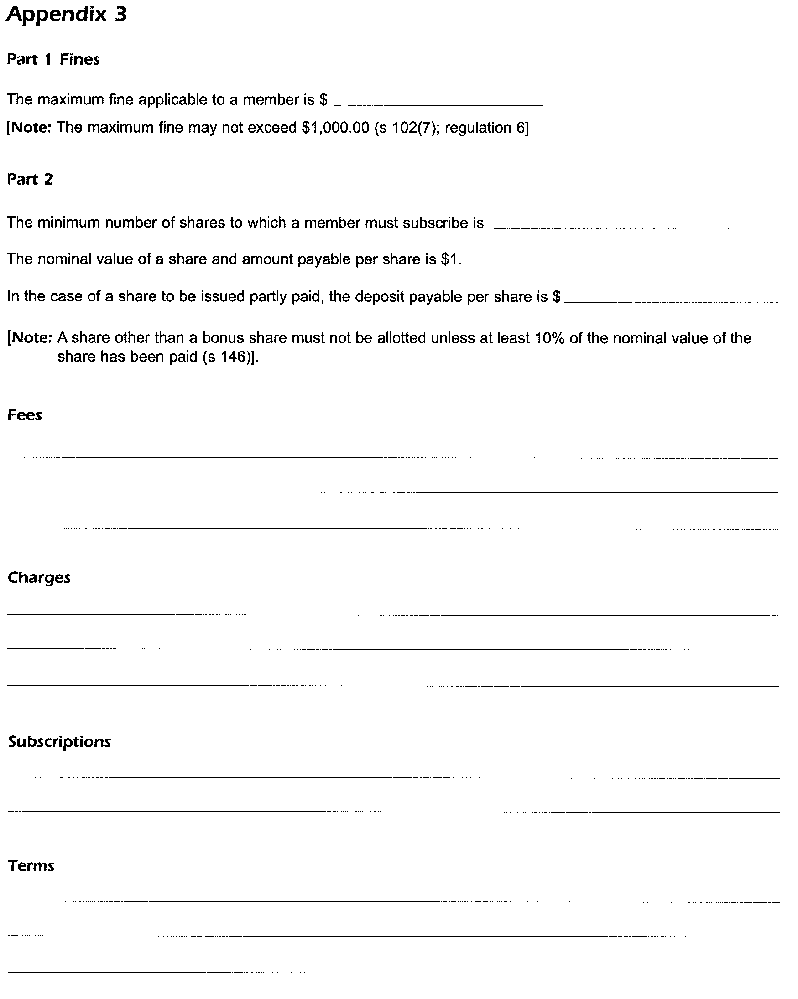 Appendix 3
Part 1 Fines
The maximum fine applicable to a member is $
[Note: The maximum fine may not exceed $1,000.00 (s 102(7); regulation 6]
Part 2
The minimum number of shares to which a member must subscribe is
The nominal value of a share and amount payable per share is $1.
In the case of a share to be issued partly paid, the deposit payable per share is $
[Note: A share other than a bonus share must not be allotted unless at least 10% of the nominal value of the
share has been paid (s 146)].
Fees
Charges
Subscriptions
Terms